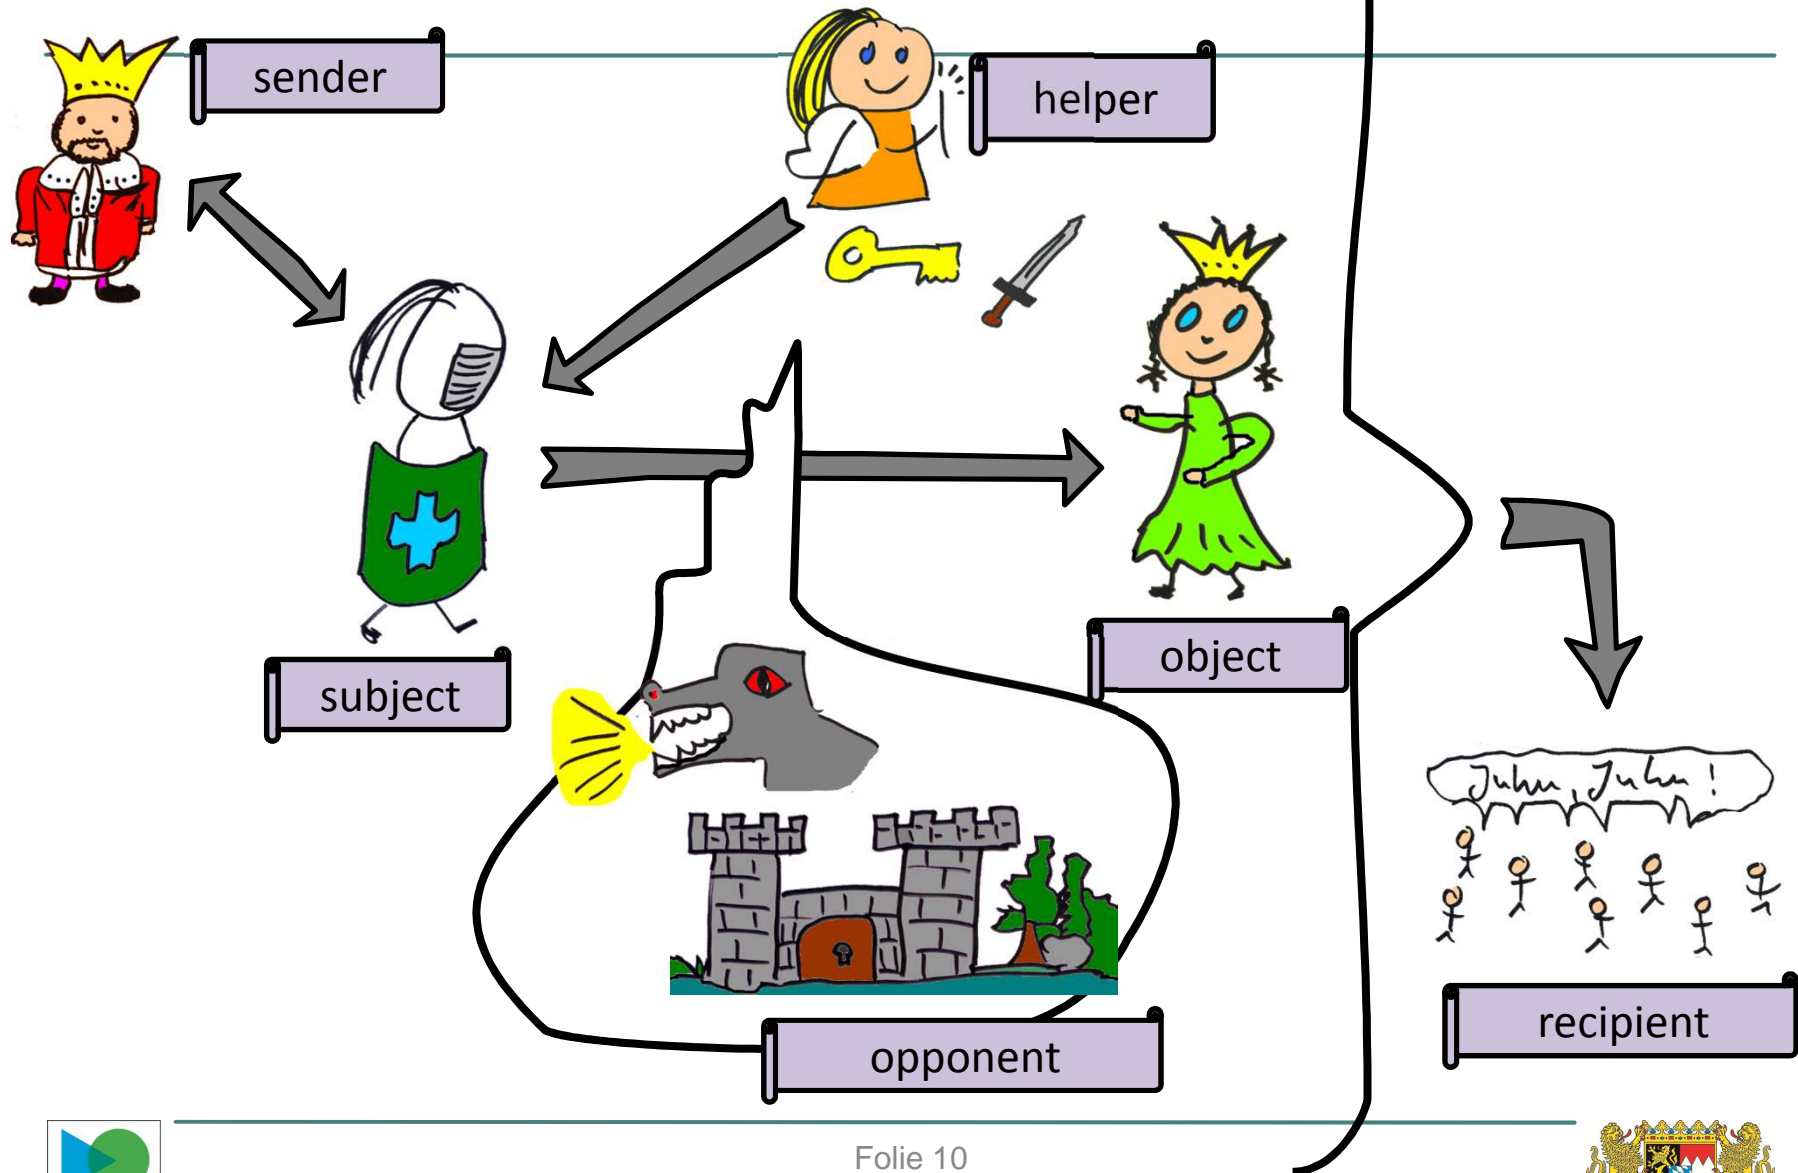 sender
helper
object
subject
Juhu, Juhu!
recipient
opponent
Folie 10